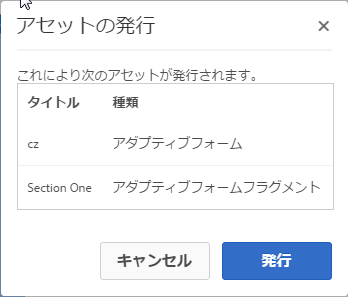 アセットの発行
これにより次のアセットが発行されます。
タイトル 種類
cz アダプティブフォーム
Section One アダプティブフォームフラグメント
キャンセル 発行